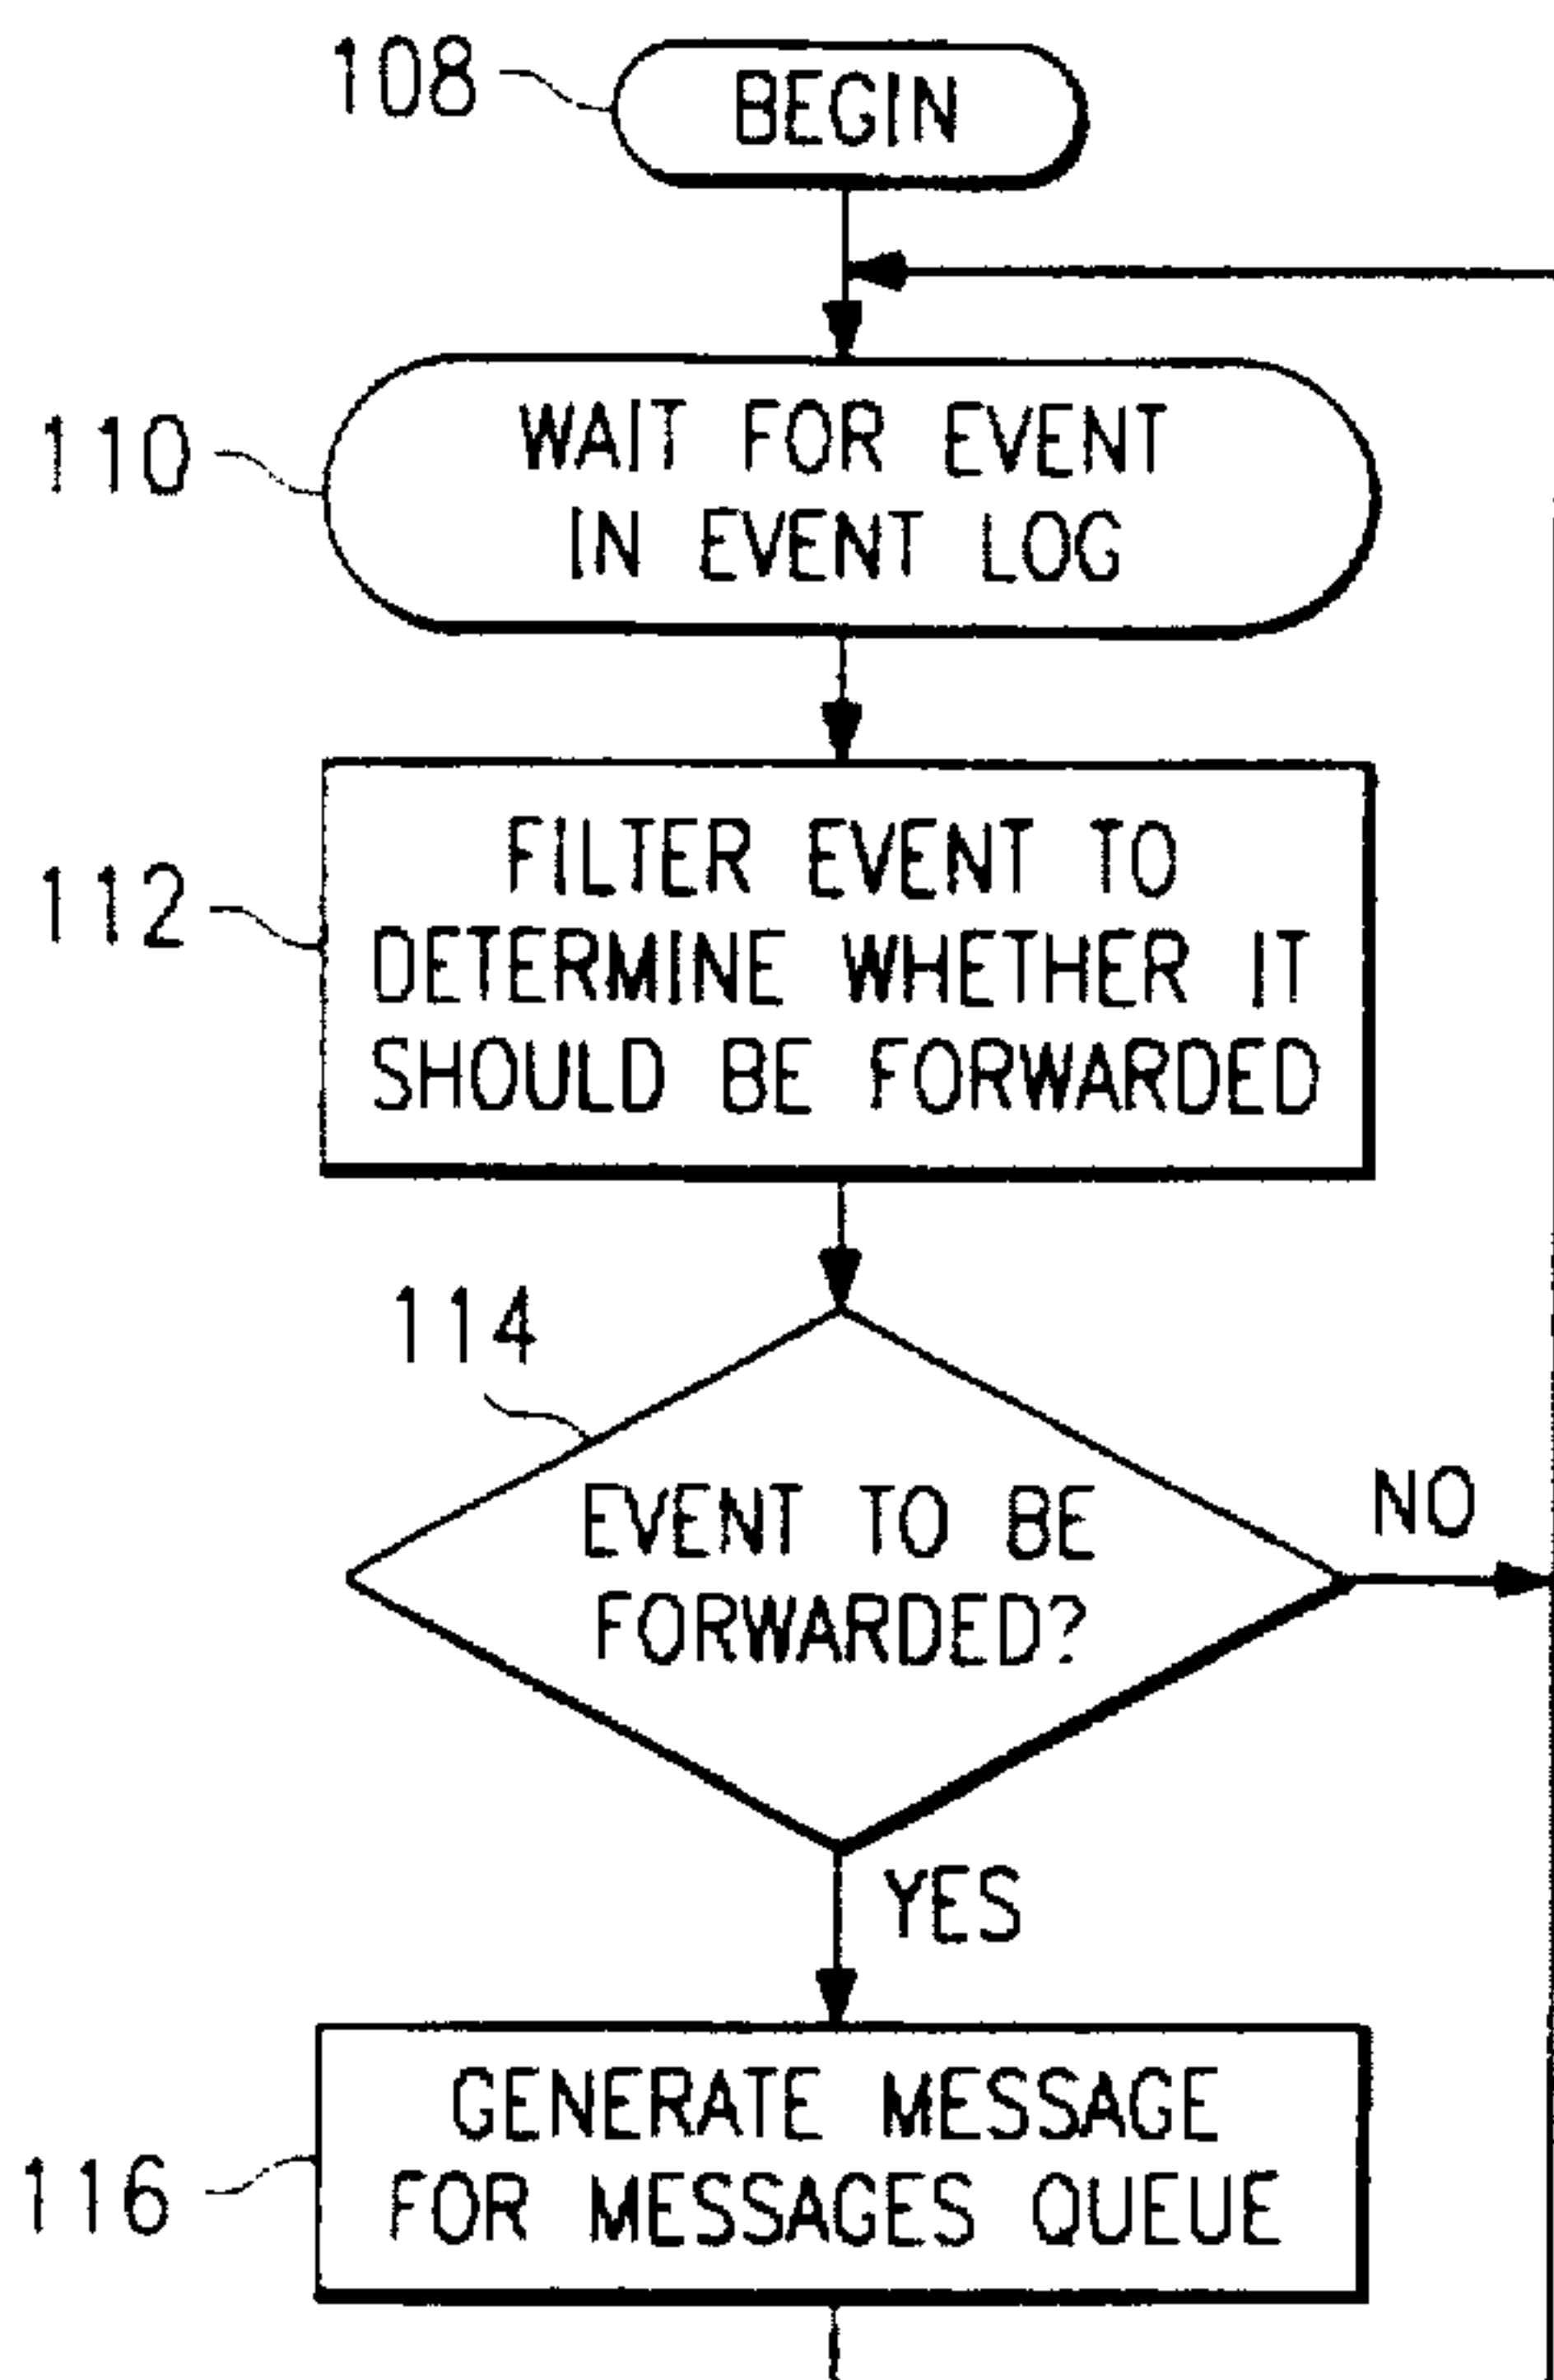 108
BEGIN
110
WAIT FOR EVENT
IN EVENT LOG
112
FILTER EVENT TO
DETERMINE WHETHER IT
SHOULD BE FORWARDED
114
EVENT TO BE
FORWARDED?
NO
YES
116
GENERATE MESSAGE
FOR MESSAGES QUEUE